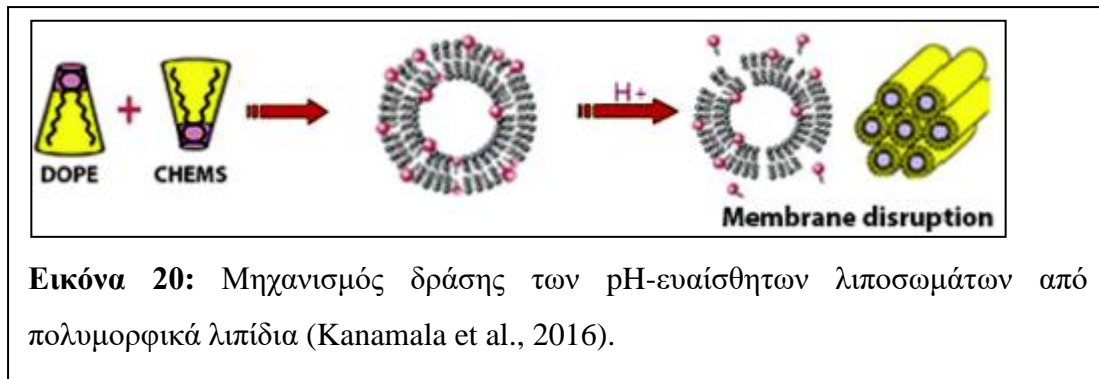 DOPE
+
CHEMS
H+
Membrane disruption
Εικόνα 20: Μηχανισμός δράσης των pH-ευαίσθητων λιποσωμάτων από
πολυμορφικά λιπίδια (Kanamala et al., 2016).